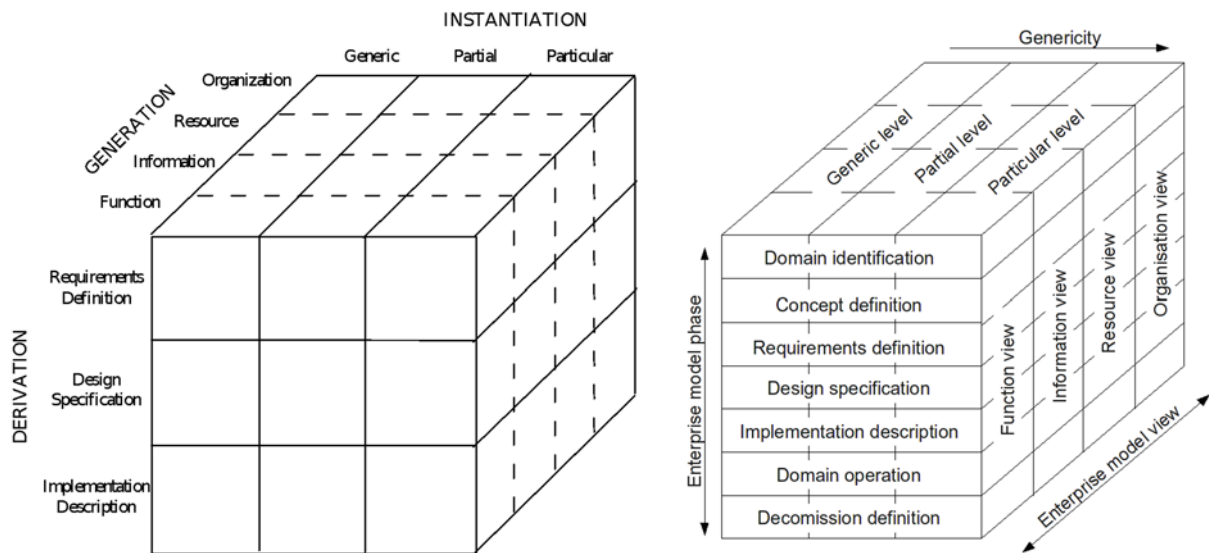 INSTANTIATION
Generic
Partial
Particular
Organization
Resource
Information
Function
GENERATION
Requirements
Definition
Design
Specification
Implementation
Description
DERIVATION
Genericity
Generic level
Partial level
Particular level
Domain identification
Concept definition
Requirements definition
Design specification
Implementation description
Domain operation
Decomission definition
Enterprise model phase
Function view
Information view
Resource view
Organisation view
Enterprise model view